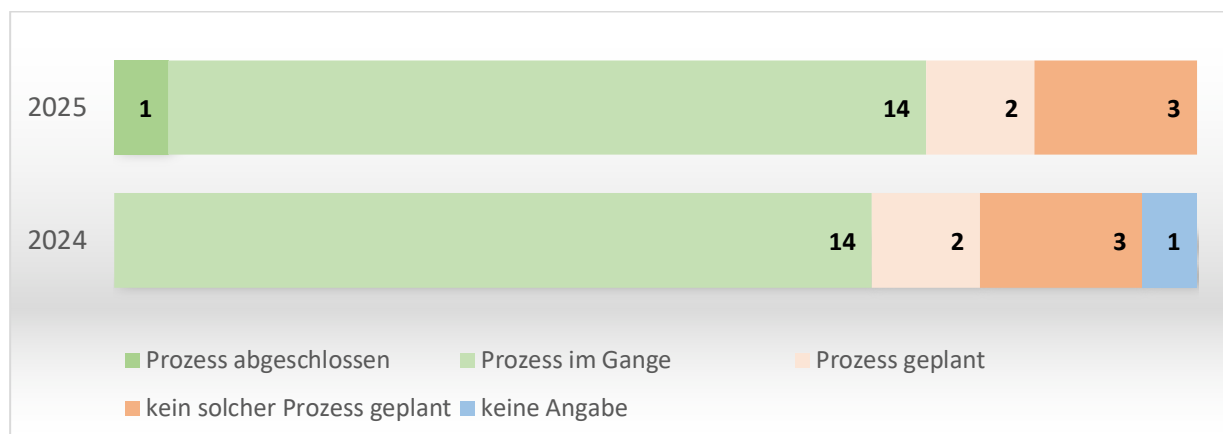 2025 1 14 2 3
2024 14 2 3 1
Prozess abgeschlossen Prozess im Gange Prozess geplant
kein solcher Prozess geplant keine Angabe